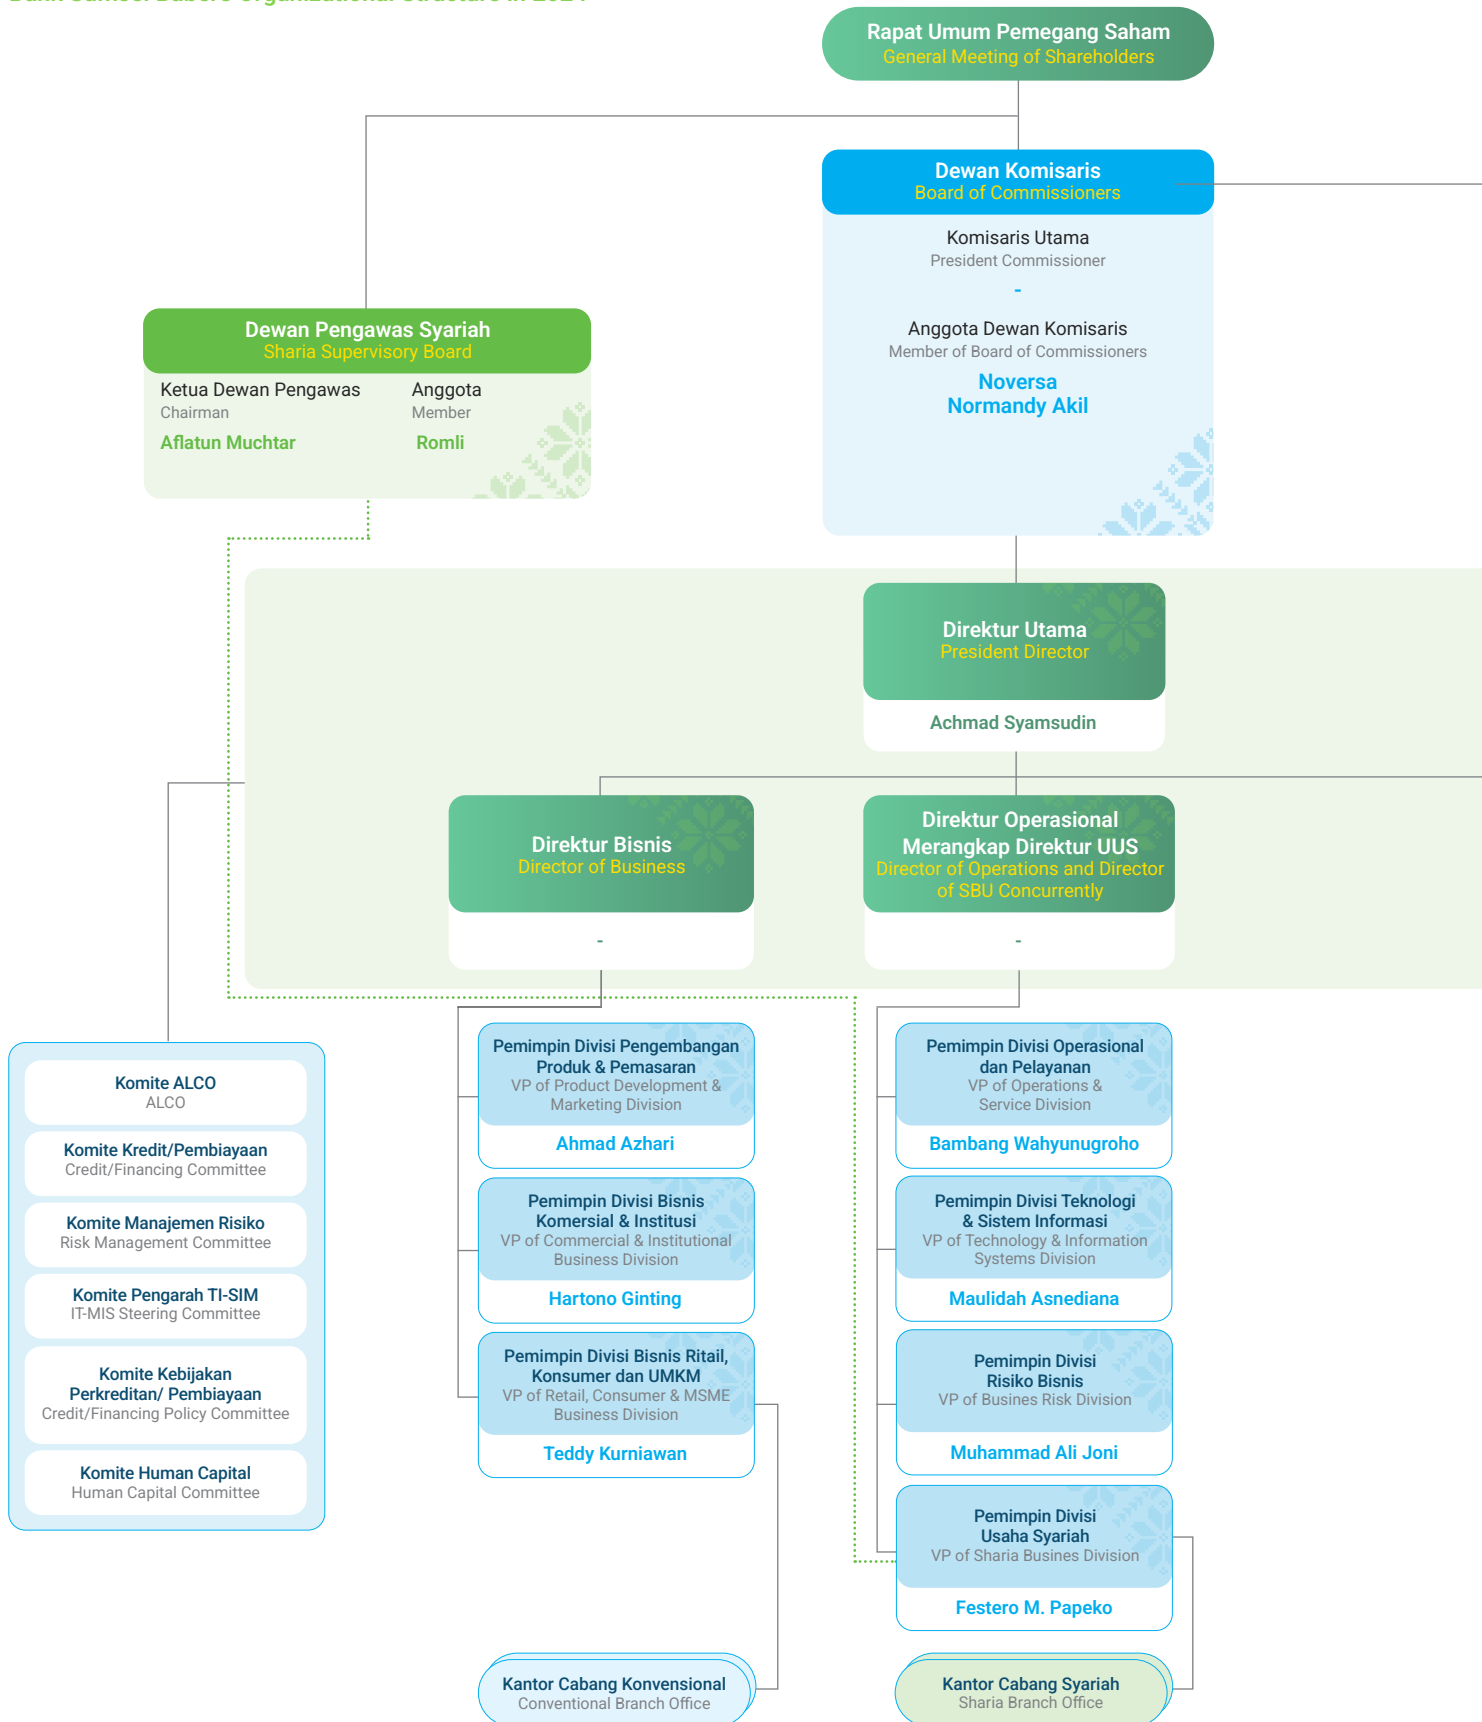 Rapat Umum Pemegang Saham
General Meeting of Shareholders
Dewan Komisaris
Board of Commissioners
Komisaris Utama
President Commissioner
-
Anggota Dewan Komisaris
Member of Board of Commissioners
Noversa
Normandy Akil
Dewan Pengawas Syariah
Sharia Supervisory Board
Ketua Dewan Pengawas
Chairman
Aflatun Muchtar
Anggota
Member
Romli
Direktur Utama
President Director
Achmad Syamsudin
Direktur Bisnis
Director of Business
-
Direktur Operasional
Merangkap Direktur UUS
Director of Operations and Director
of SBU Concurrently
-
Komite ALCO
ALCO
Komite Kredit/Pembiayaan
Credit/Financing Committee
Komite Manajemen Risiko
Risk Management Committee
Komite Pengarah TI-SIM
IT-MIS Steering Committee
Komite Kebijakan
Perkreditan/ Pembiayaan
Credit/Financing Policy Committee
Komite Human Capital
Human Capital Committee
Pemimpin Divisi Pengembangan
Produk & Pemasaran
VP of Product Development &
Marketing Division
Ahmad Azhari
Pemimpin Divisi Bisnis
Komersial & Institusi
VP of Commercial & Institutional
Business Division
Hartono Ginting
Pemimpin Divisi Bisnis Ritail,
Konsumer dan UMKM
VP of Retail, Consumer & MSME
Business Division
Teddy Kurniawan
Kantor Cabang Konvensional
Conventional Branch Office
Pemimpin Divisi Operasional
dan Pelayanan
VP of Operations &
Service Division
Bambang Wahyunugroho
Pemimpin Divisi Teknologi
& Sistem Informasi
VP of Technology & Information
Systems Division
Maulidah Asnediana
Pemimpin Divisi
Risiko Bisnis
VP of Busines Risk Division
Muhammad Ali Joni
Pemimpin Divisi
Usaha Syariah
VP of Sharia Busines Division
Festero M. Papeko
Kantor Cabang Syariah
Sharia Branch Office